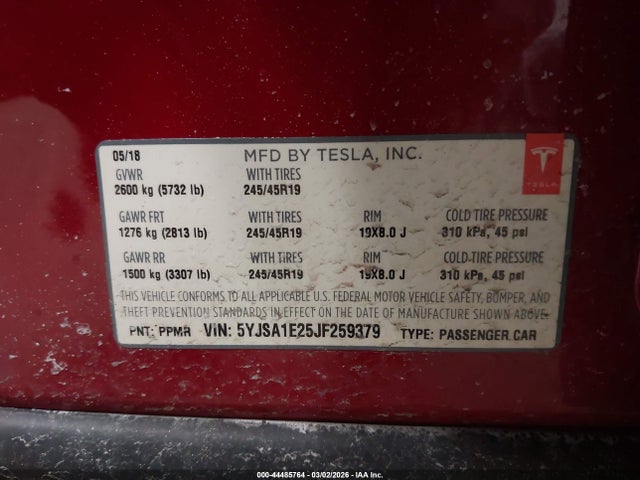 05/18 MFD BY TESLA, INC.
GVWR WITH TIRES
2600 kg (5732 lb) 245/45R19
TESLA
GAWR FRT WITH TIRES RIM COLD TIRE PRESSURE
1276 kg (2813 lb) 245/45R19 19X8.0 J 310 kPa, 45 psi
GAWR RR WITH TIRES RIM COLD TIRE PRESSURE
1500 kg (3307 lb) 245/45R19 19X8.0 J 310 kPa, 45 psi
THIS VEHICLE CONFORMS TO ALL APPLICABLE U.S. FEDERAL MOTOR VEHICLE SAFETY, BUMPER, AND
THEFT PREVENTION STANDARDS IN EFFECT ON THE DATE OF MANUFACTURE SHOWN ABOVE.
PNT: PPMR VIN: 5YJSA1E25JF259379 TYPE: PASSENGER CAR
000-44485764 - 03/02/2026 - IAA Inc.